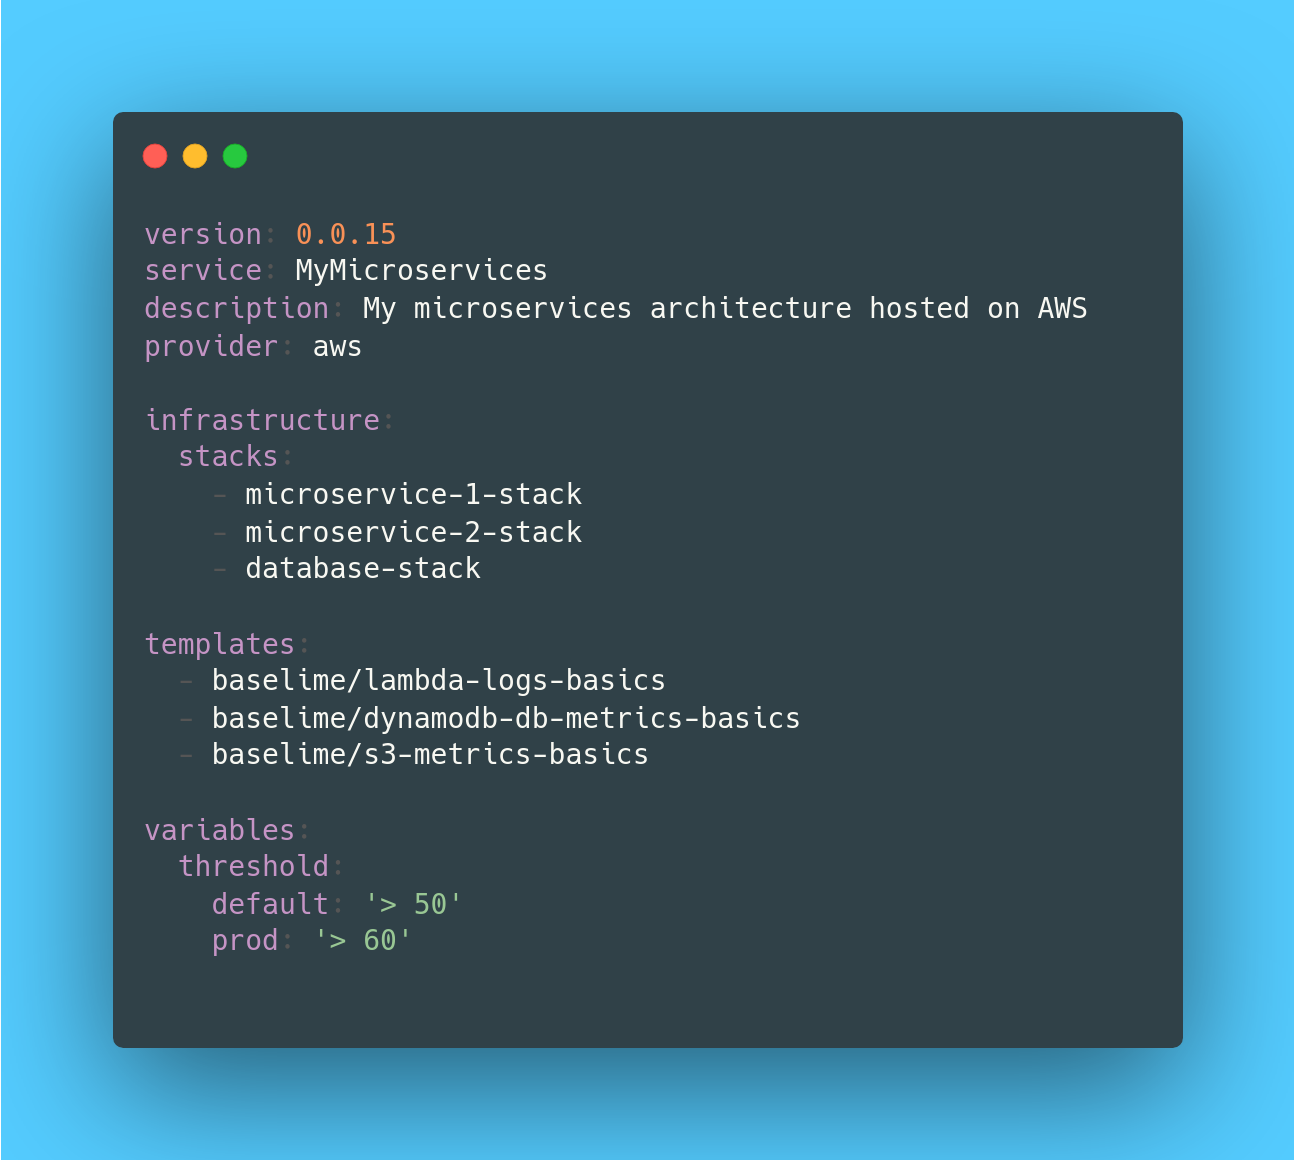 version: 0.0.15
service: MyMicroservices
description: My microservices architecture hosted on AWS
provider: aws

infrastructure:
  stacks:
    - microservice-1-stack
    - microservice-2-stack
    - database-stack

templates:
  - baselime/lambda-logs-basics
  - baselime/dynamodb-db-metrics-basics
  - baselime/s3-metrics-basics

variables:
  threshold:
    default: '> 50'
    prod: '> 60'